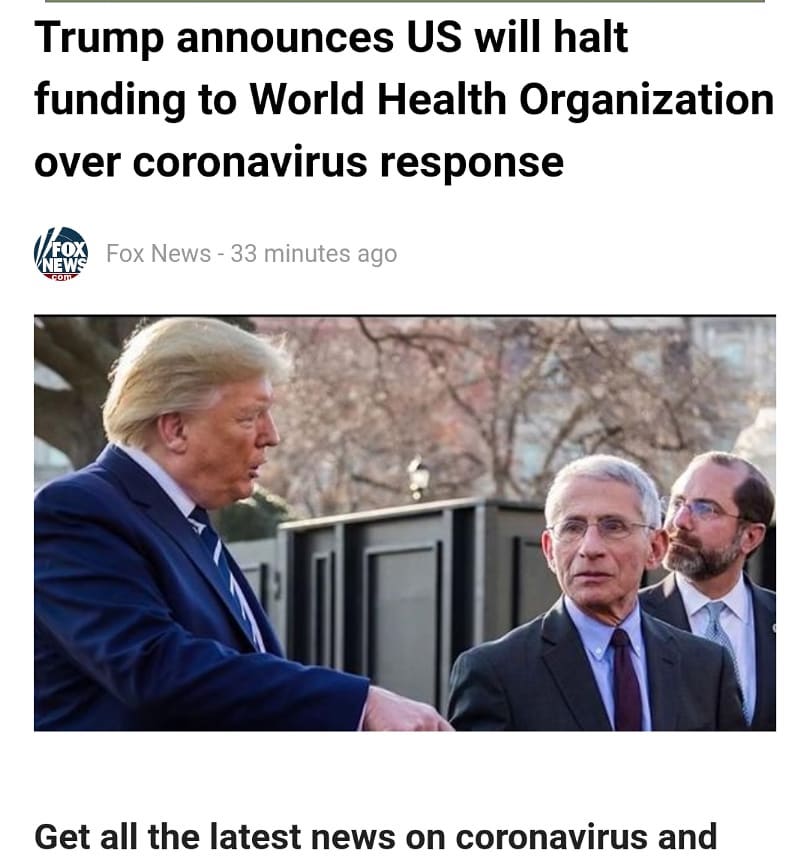 Trump announces US will halt
funding to World Health Organization
over coronavirus response
FOX
NEWS
.com
Fox News - 33 minutes ago
Get all the latest news on coronavirus and